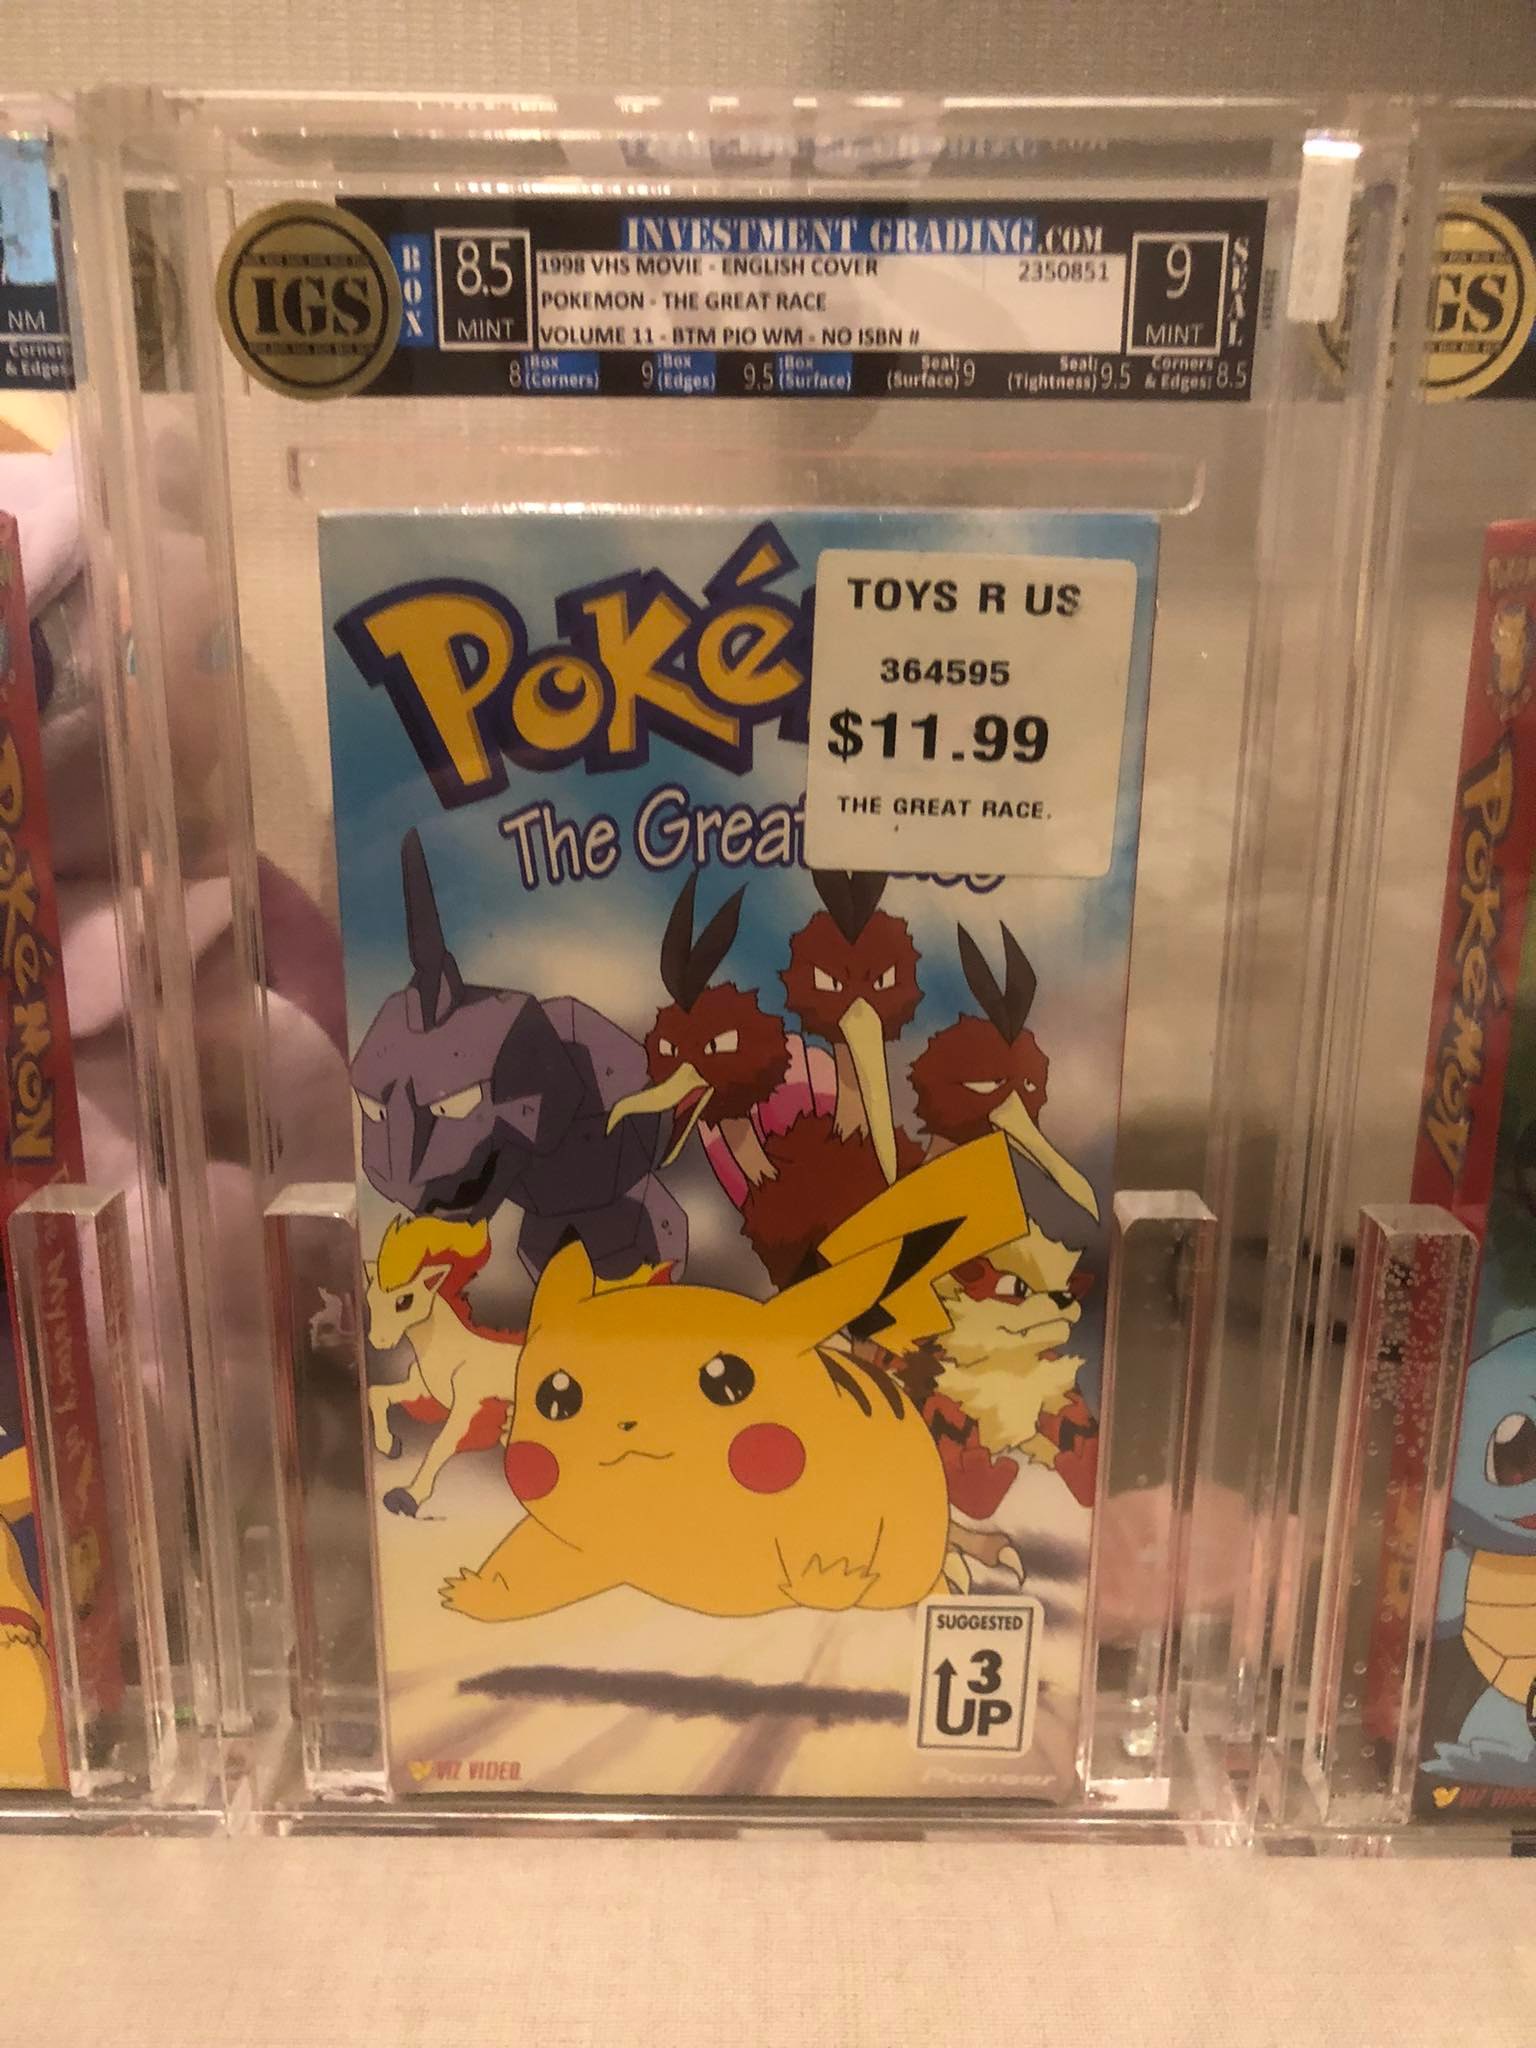 INVESTMENT GRADING.COM
IGS
BOX
8.5
MINT
1998 VHS MOVIE - ENGLISH COVER
2350851
POKEMON - THE GREAT RACE
VOLUME 11 - BTM PIO WM - NO ISBN #
9
MINT
SEAL
8 :Box (Corners)
9 :Box (Edges)
9.5 :Box (Surface)
Seal: (Surface) 9
Seal: (Tightness) 9.5
Corners & Edges: 8.5
NM
Corners
& Edges
GS
Poké
The Great
TOYS R US
364595
$11.99
THE GREAT RACE.
SUGGESTED
3
UP
VIZ VIDEO
Pioneer
POKéMON
POKéMON